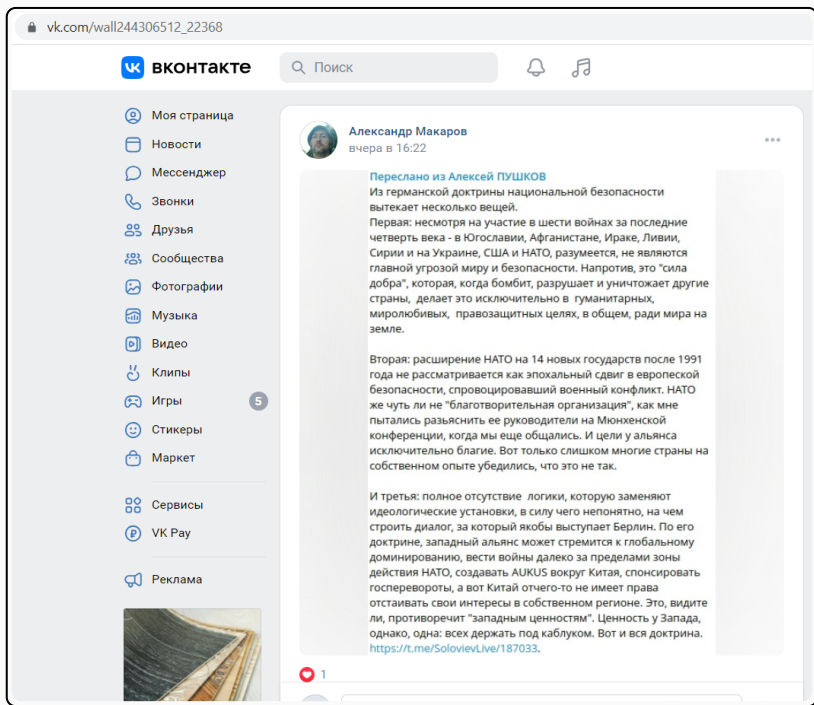 vk.com/wall244306512_22368
вконтакте
Поиск
Моя страница
Новости
Мессенджер
Звонки
Друзья
Сообщества
Фотографии
Музыка
Видео
Клипы
Игры
5
Стикеры
Маркет
Сервисы
VK Pay
Реклама
Александр Макаров
вчера в 16:22
Переслано из Алексей ПУШКОВ
Из германской доктрины национальной безопасности
вытекает несколько вещей.
Первая: несмотря на участие в шести войнах за последние
четверть века - в Югославии, Афганистане, Ираке, Ливии,
Сирии и на Украине, США и НАТО, разумеется, не являются
главной угрозой миру и безопасности. Напротив, это "сила
добра", которая, когда бомбит, разрушает и уничтожает другие
страны, делает это исключительно в гуманитарных,
миролюбивых, правозащитных целях, в общем, ради мира на
земле.
Вторая: расширение НАТО на 14 новых государств после 1991
года не рассматривается как эпохальный сдвиг в европеской
безопасности, спровоцировавший военный конфликт. НАТО
же чуть ли не "благотворительная организация", как мне
пытались разьяснить ее руководители на Мюнхенской
конференции, когда мы еще общались. И цели у альянса
исключительно благие. Вот только слишком многие страны на
собственном опыте убедились, что это не так.
И третья: полное отсутствие логики, которую заменяют
идеологические установки, в силу чего непонятно, на чем
строить диалог, за который якобы выступает Берлин. По его
доктрине, западный альянс может стремится к глобальному
доминированию, вести войны далеко за пределами зоны
действия НАТО, создавать AUKUS вокруг Китая, спонсировать
госперевороты, а вот Китай отчего-то не имеет права
отстаивать свои интересы в собственном регионе. Это, видите
ли, противоречит "западным ценностям". Ценность у Запада,
однако, одна: всех держать под каблуком. Вот и вся доктрина.
https://t.me/SolovievLive/187033.
1